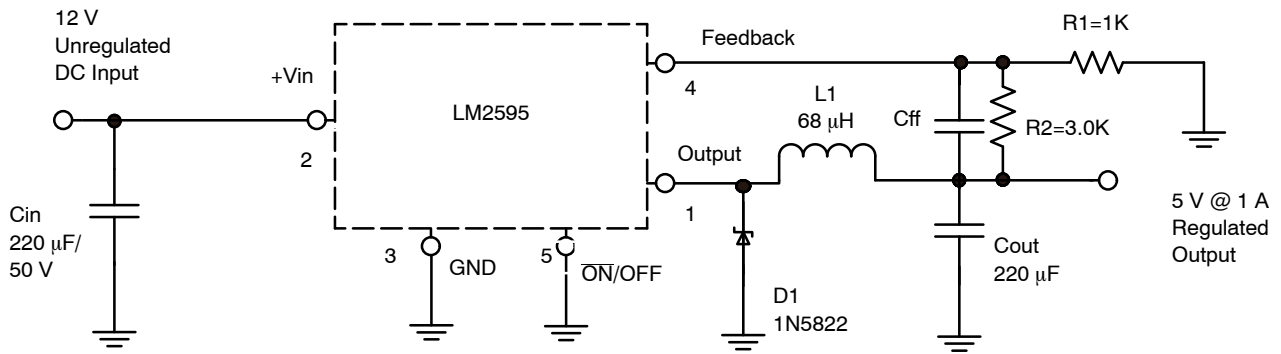 12 V
Unregulated
DC Input
+Vin
2
Cin
220 μF/
50 V
LM2595
3
GND
5
O̅N̅/OFF
Feedback
4
Output
1
L1
68 μH
D1
1N5822
Cff
R2=3.0K
R1=1K
Cout
220 μF
5 V @ 1 A
Regulated
Output